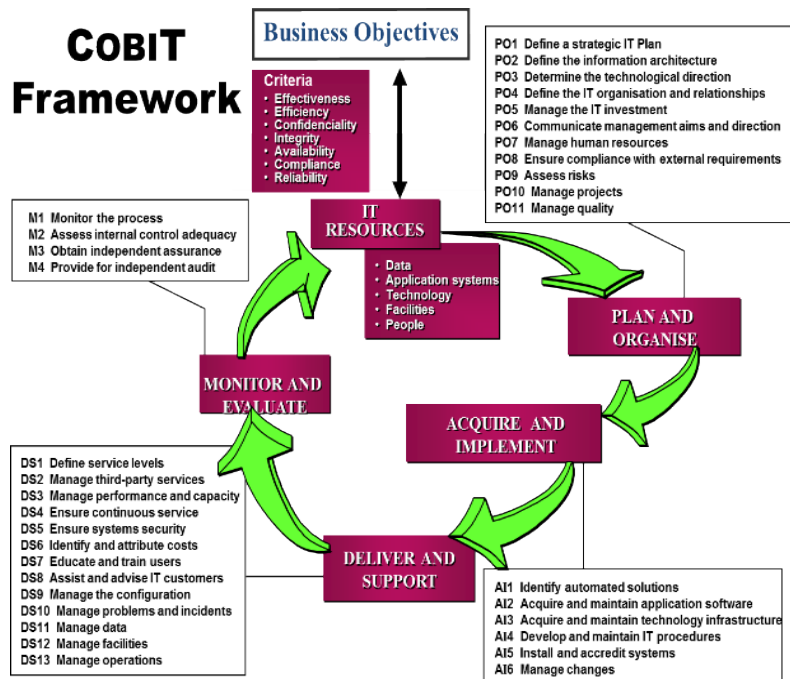 COBIT
Framework
Business Objectives
Criteria
• Effectiveness
• Efficiency
• Confidenciality
• Integrity
• Availability
• Compliance
• Reliability
PO1 Define a strategic IT Plan
PO2 Define the information architecture
PO3 Determine the technological direction
PO4 Define the IT organisation and relationships
PO5 Manage the IT investment
PO6 Communicate management aims and direction
PO7 Manage human resources
PO8 Ensure compliance with external requirements
PO9 Assess risks
PO10 Manage projects
PO11 Manage quality
M1 Monitor the process
M2 Assess internal control adequacy
M3 Obtain independent assurance
M4 Provide for independent audit
IT
RESOURCES
• Data
• Application systems
• Technology
• Facilities
• People
PLAN AND
ORGANISE
MONITOR AND
EVALUATE
ACQUIRE AND
IMPLEMENT
DS1 Define service levels
DS2 Manage third-party services
DS3 Manage performance and capacity
DS4 Ensure continuous service
DS5 Ensure systems security
DS6 Identify and attribute costs
DS7 Educate and train users
DS8 Assist and advise IT customers
DS9 Manage the configuration
DS10 Manage problems and incidents
DS11 Manage data
DS12 Manage facilities
DS13 Manage operations
DELIVER AND
SUPPORT
AI1 Identify automated solutions
AI2 Acquire and maintain application software
AI3 Acquire and maintain technology infrastructure
AI4 Develop and maintain IT procedures
AI5 Install and accredit systems
AI6 Manage changes